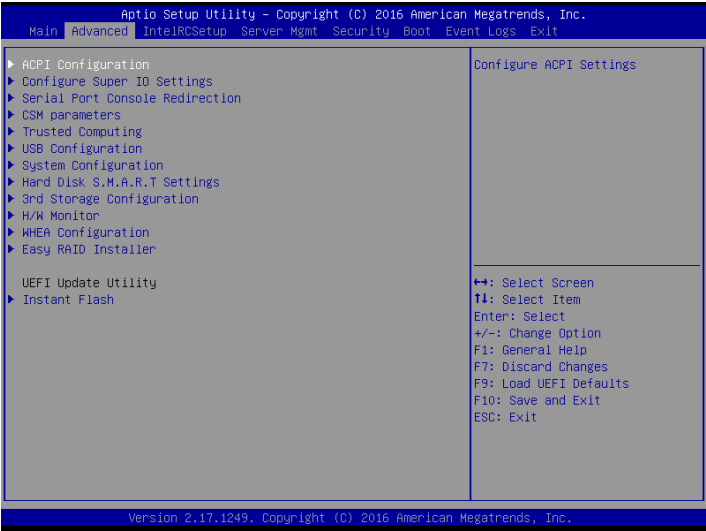 Aptio Setup Utility – Copyright (C) 2016 American Megatrends, Inc.
Main Advanced IntelRCSetup Server Mgmt Security Boot Event Logs Exit
ACPI Configuration
Configure Super IO Settings
Serial Port Console Redirection
CSM parameters
Trusted Computing
USB Configuration
System Configuration
Hard Disk S.M.A.R.T Settings
3rd Storage Configuration
H/W Monitor
WHEA Configuration
Easy RAID Installer
UEFI Update Utility
Instant Flash
Configure ACPI Settings
↔: Select Screen
↑↓: Select Item
Enter: Select
+/-: Change Option
F1: General Help
F7: Discard Changes
F9: Load UEFI Defaults
F10: Save and Exit
ESC: Exit
Version 2.17.1249. Copyright (C) 2016 American Megatrends, Inc.